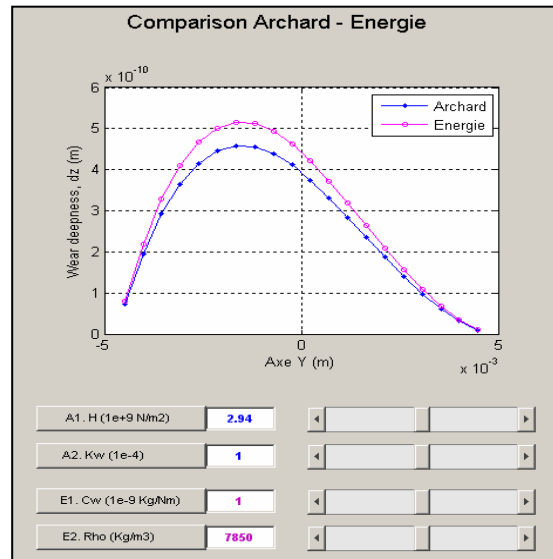 Comparison Archard - Energie
x 10^-10
6
5
4
3
2
1
0
Wear deepness, dz (m)
Archard
Energie
-5 0 5
Axe Y (m)
x 10^-3
A1. H (1e+9 N/m2) 2.94
A2. Kw (1e-4) 1
E1. Cw (1e-9 Kg/Nm) 1
E2. Rho (Kg/m3) 7850